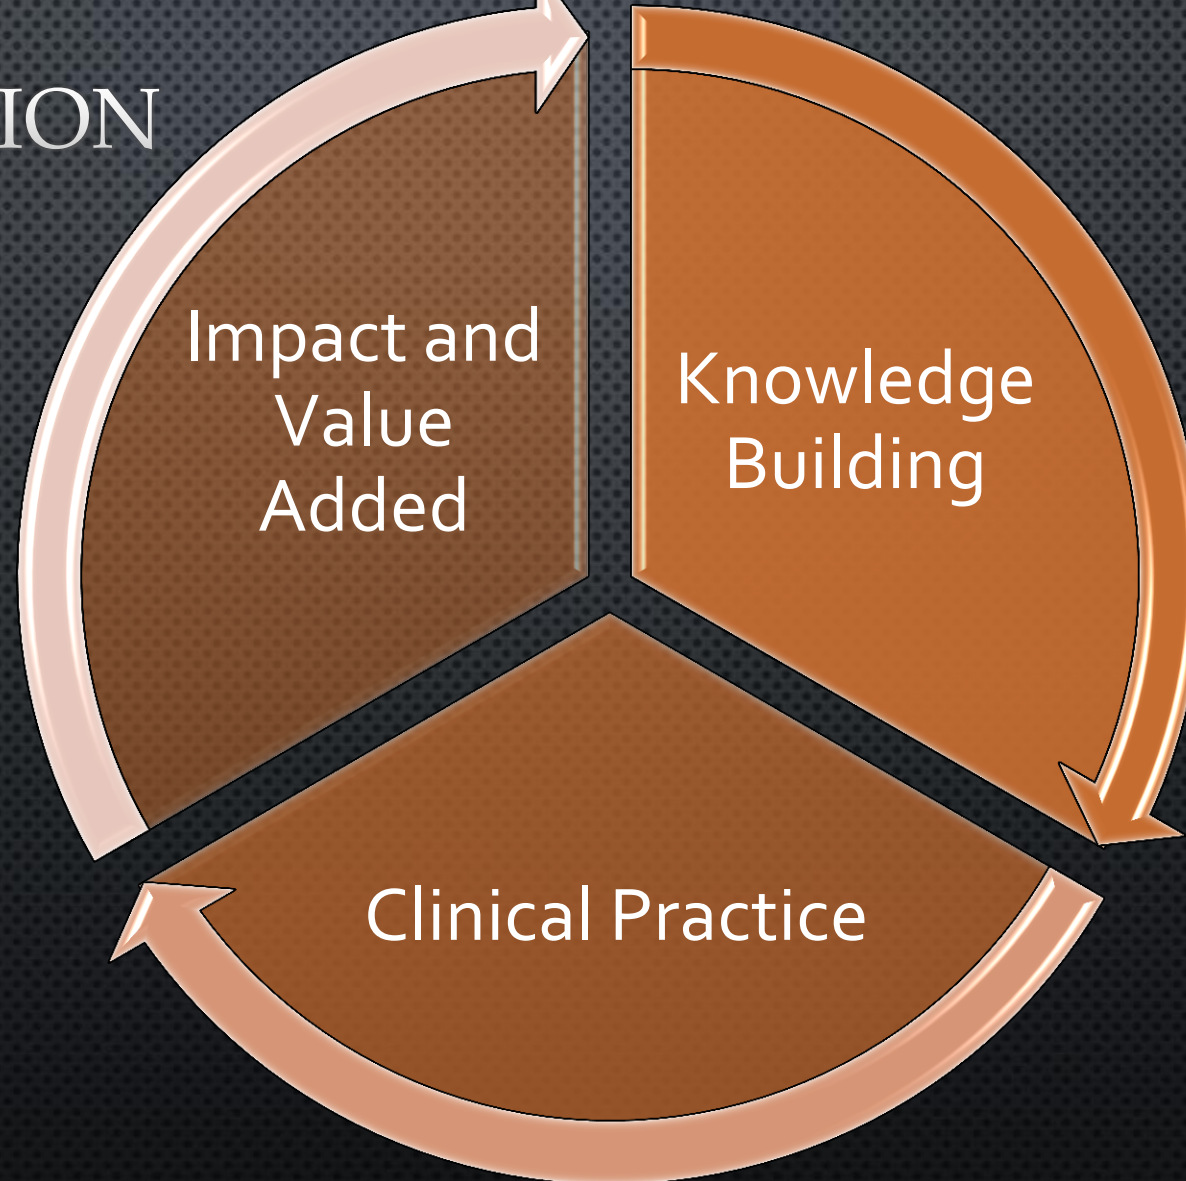 ION
Impact and
Value
Added
Knowledge
Building
Clinical Practice